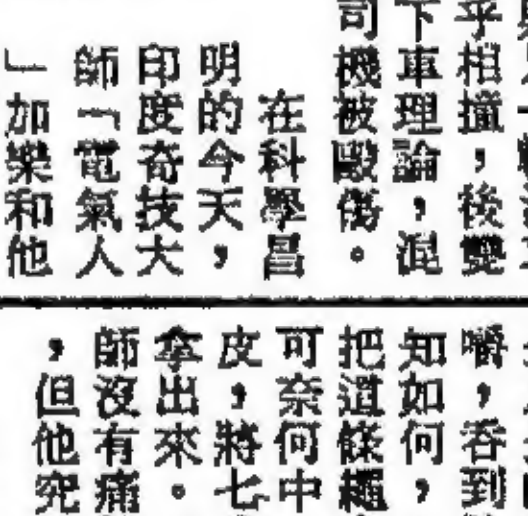 乎相撞，後雙
下車理論，混
司機被毆傷。
在科學昌
明的今天，
印度奇技大
師「電氣人
」加樂和他
嚼，吞到
知如何，
把這條繩
可奈何中
皮，將七
拿出來。
師沒有痛
，但他究